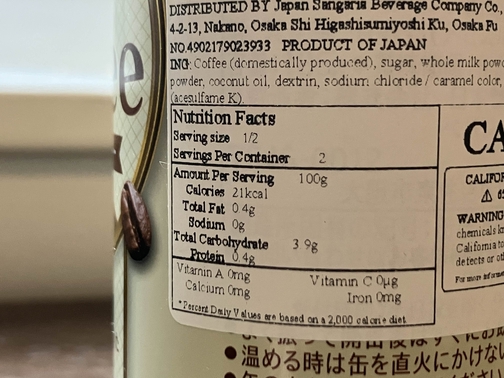 DISTRIBUTED BY Japan Sangaria Beverage Company Co.,
4-2-13, Nakano, Osaka Shi Higashisumiyoshi Ku, Osaka Fu
NO.4902179023933 PRODUCT OF JAPAN
ING: Coffee (domestically produced), sugar, whole milk
powder, coconut oil, dextrin, sodium chloride / caramel color,
(acesulfame K).
e
Nutrition Facts
Serving size 1/2
Servings Per Container 2
Amount Per Serving 100g
Calories 21kcal
Total Fat 0.4g
Sodium 0g
Total Carbohydrate 3.9g
Protein 0.4g
Vitamin A 0mg Vitamin C 0µg
Calcium 0mg Iron 0mg
*Percent Daily Values are based on a 2,000 calorie diet
CA
CALIFOR
⚠ 65
WARNING
chemicals
California to
defects or
For more
●温める時は缶を直火にかけな